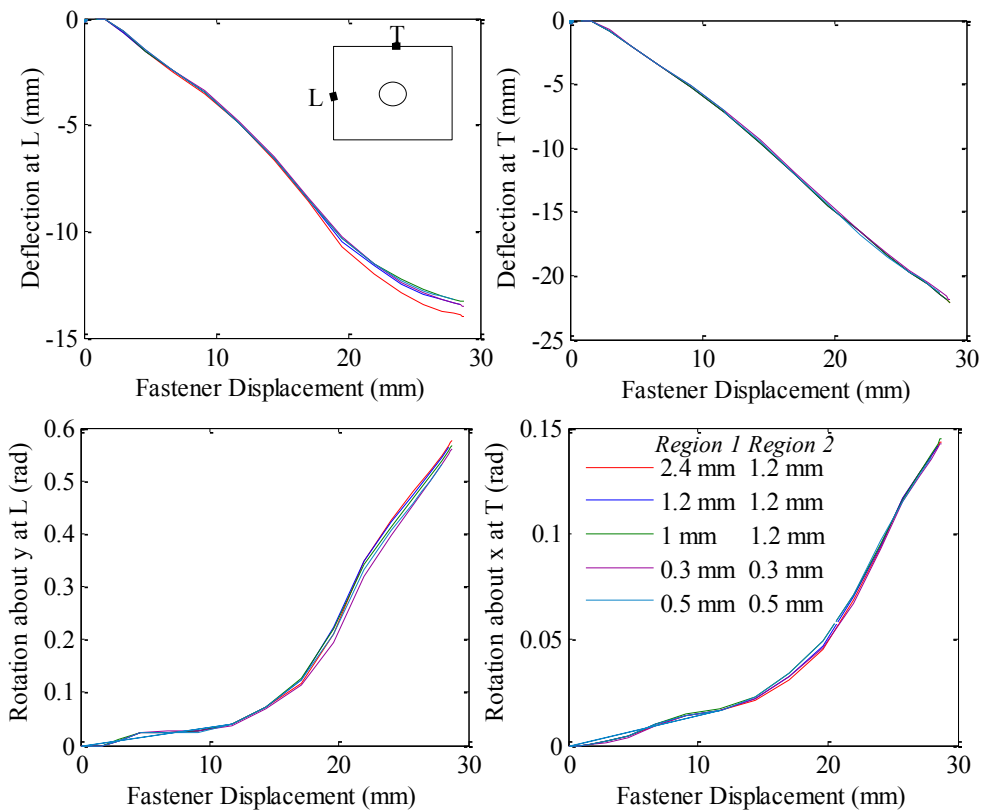 0
-5
-10
-15
0
10
20
30
Deflection at L (mm)
Fastener Displacement (mm)
T
L
0
-5
-10
-15
-20
-25
0
10
20
30
Deflection at T (mm)
Fastener Displacement (mm)
0.6
0.5
0.4
0.3
0.2
0.1
0
0
10
20
30
Rotation about y at L (rad)
Fastener Displacement (mm)
0.15
0.1
0.05
0
0
10
20
30
Rotation about x at T (rad)
Fastener Displacement (mm)
Region 1 Region 2
2.4 mm 1.2 mm
1.2 mm 1.2 mm
1 mm 1.2 mm
0.3 mm 0.3 mm
0.5 mm 0.5 mm